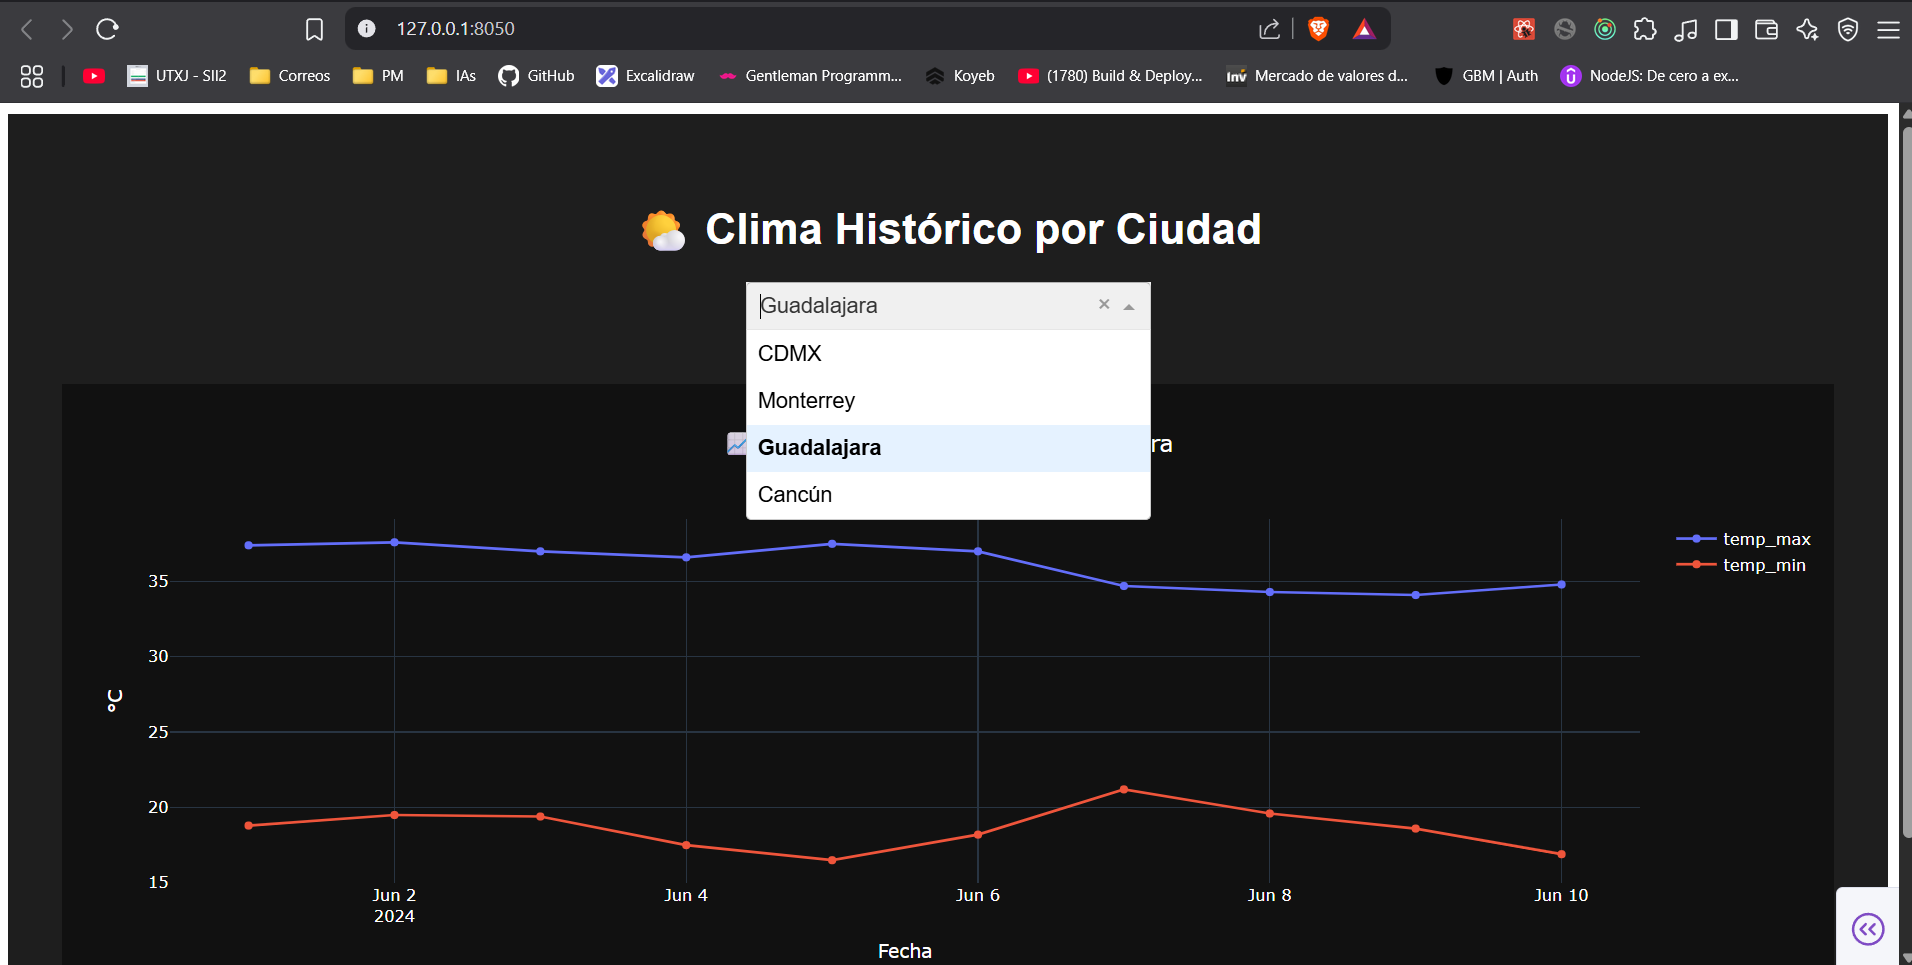 127.0.0.1:8050
UTXJ - SII2 Correos PM IAs GitHub Excalidraw Gentleman Programm... Koyeb (1780) Build & Deploy... inv Mercado de valores d... GBM | Auth NodeJS: De cero a ex...
Clima Histórico por Ciudad
Guadalajara
CDMX
Monterrey
Guadalajara
Cancún
ra
temp_max
temp_min
35
30
25
20
15
°C
Jun 2 Jun 4 Jun 6 Jun 8 Jun 10
2024
Fecha